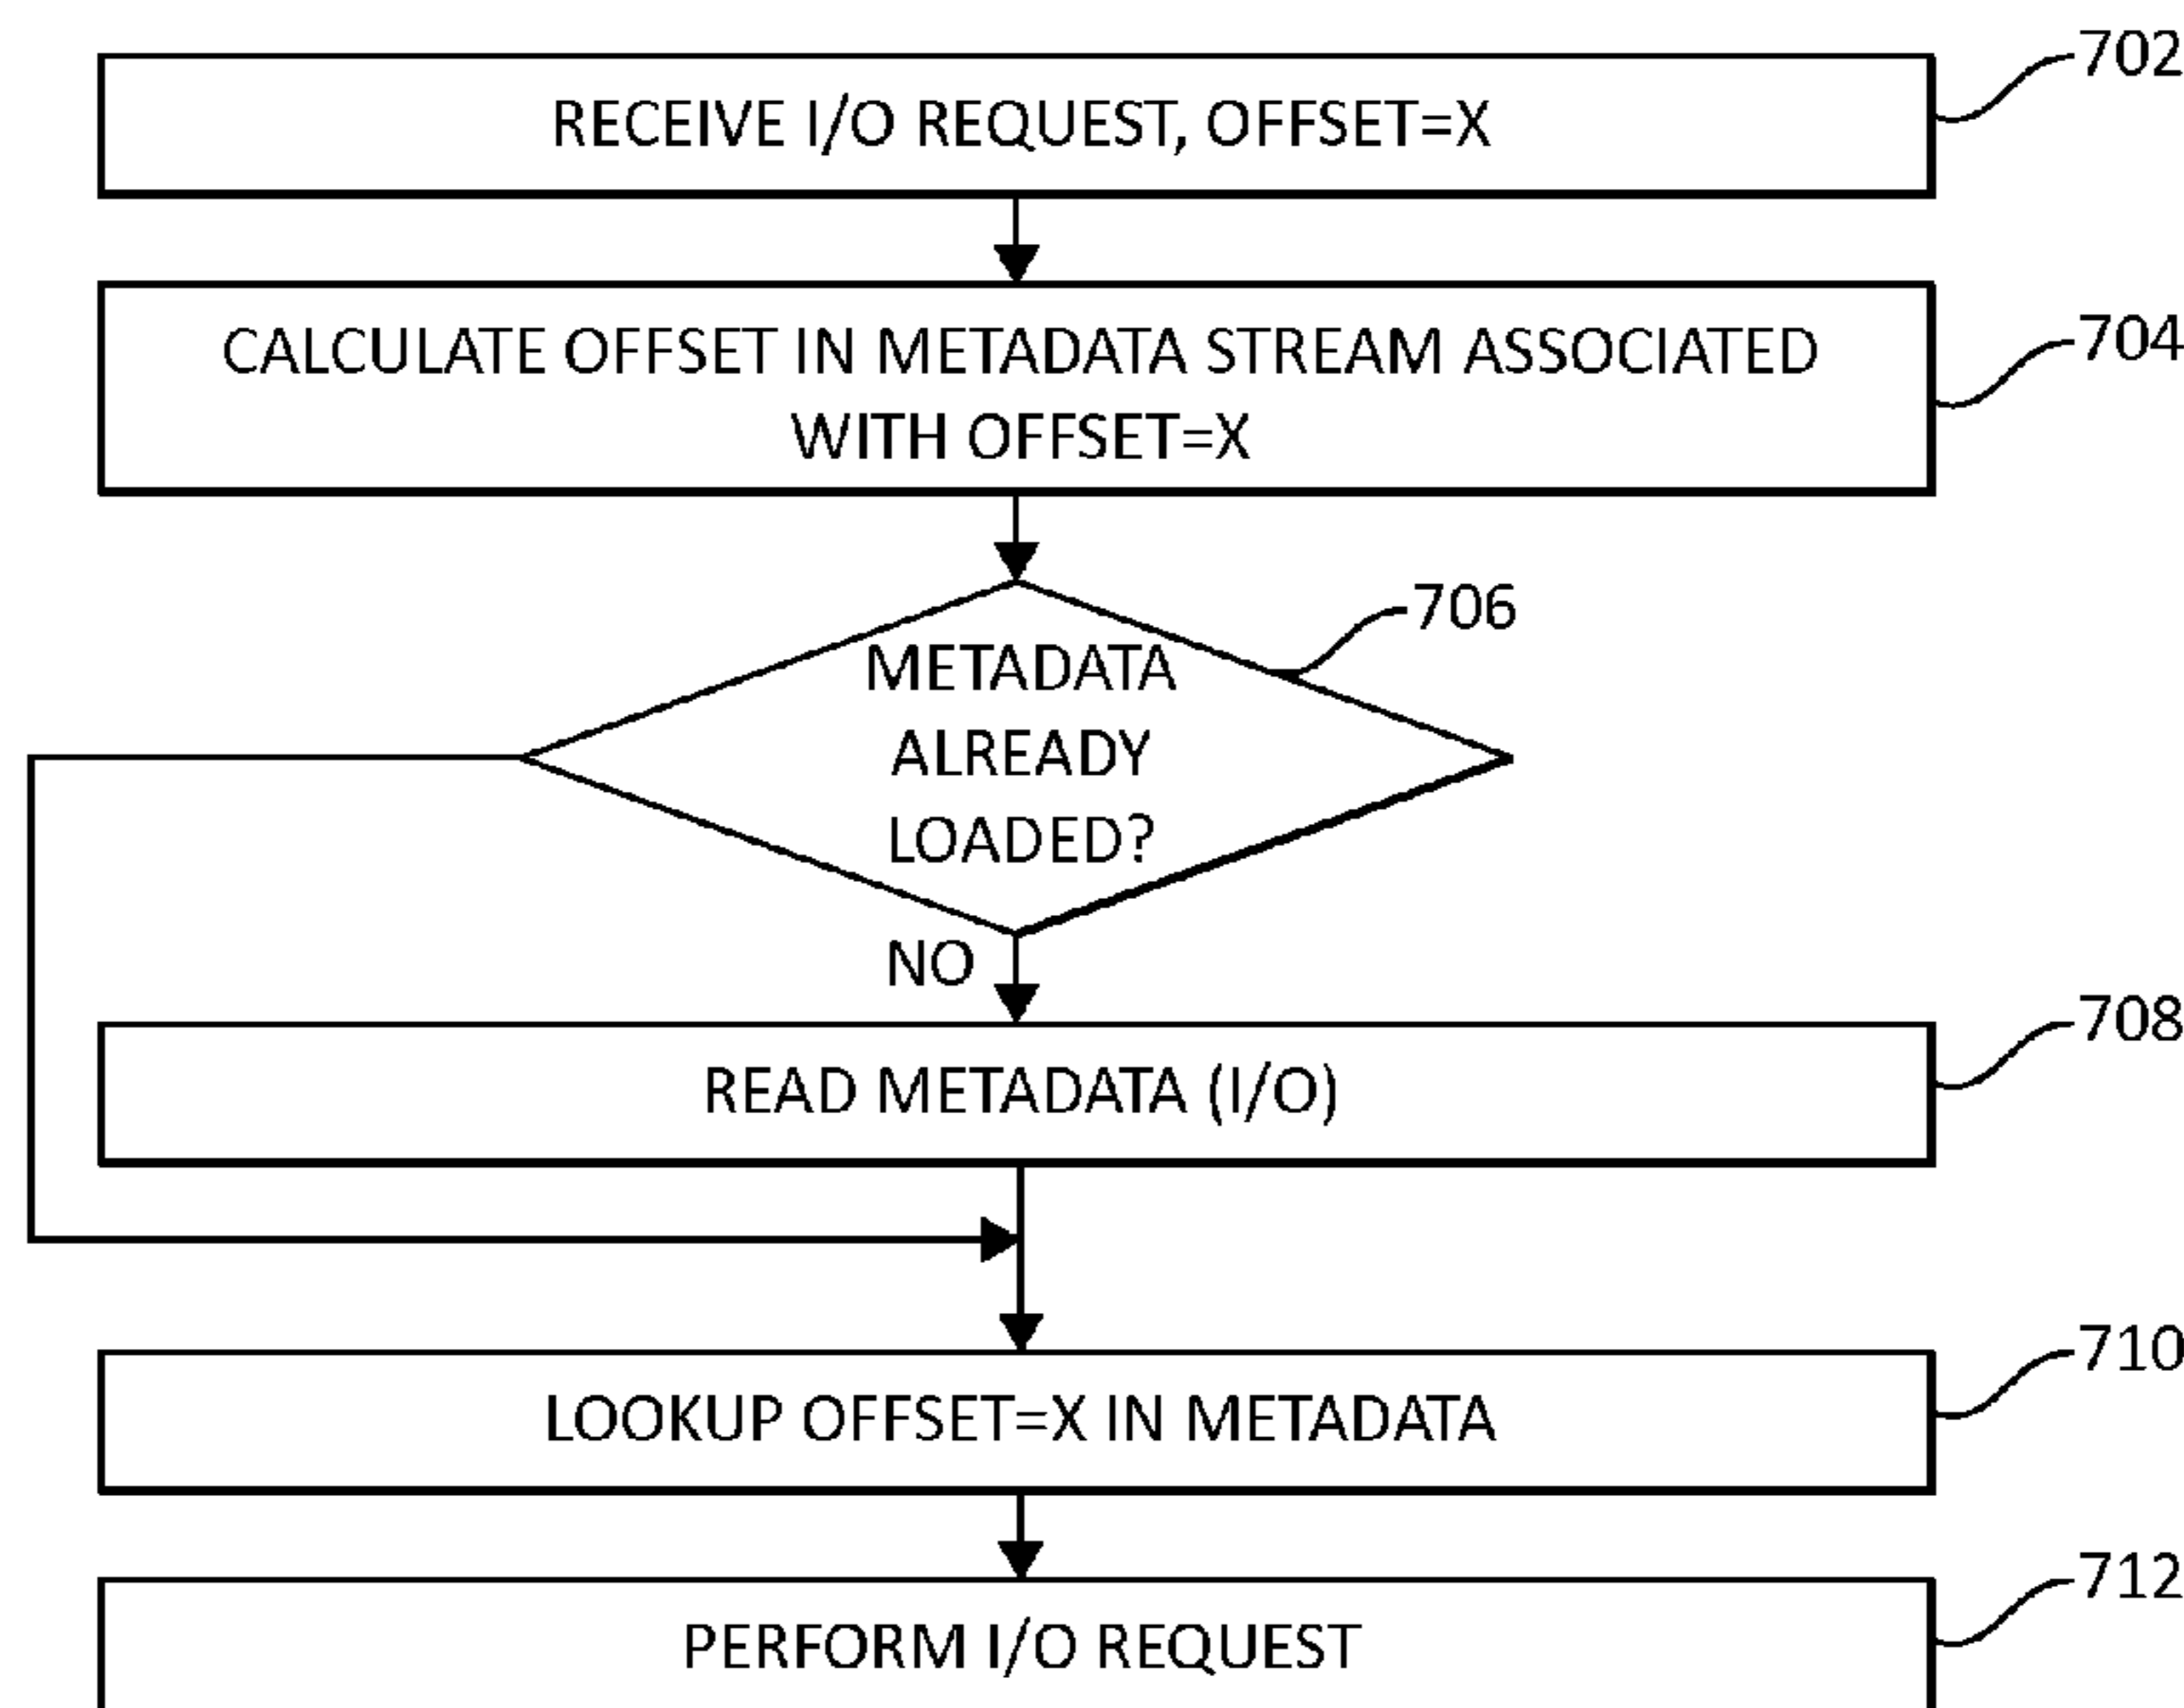 702
RECEIVE I/O REQUEST, OFFSET=X
704
CALCULATE OFFSET IN METADATA STREAM ASSOCIATED
WITH OFFSET=X
706
METADATA
ALREADY
LOADED?
NO
708
READ METADATA (I/O)
710
LOOKUP OFFSET=X IN METADATA
712
PERFORM I/O REQUEST